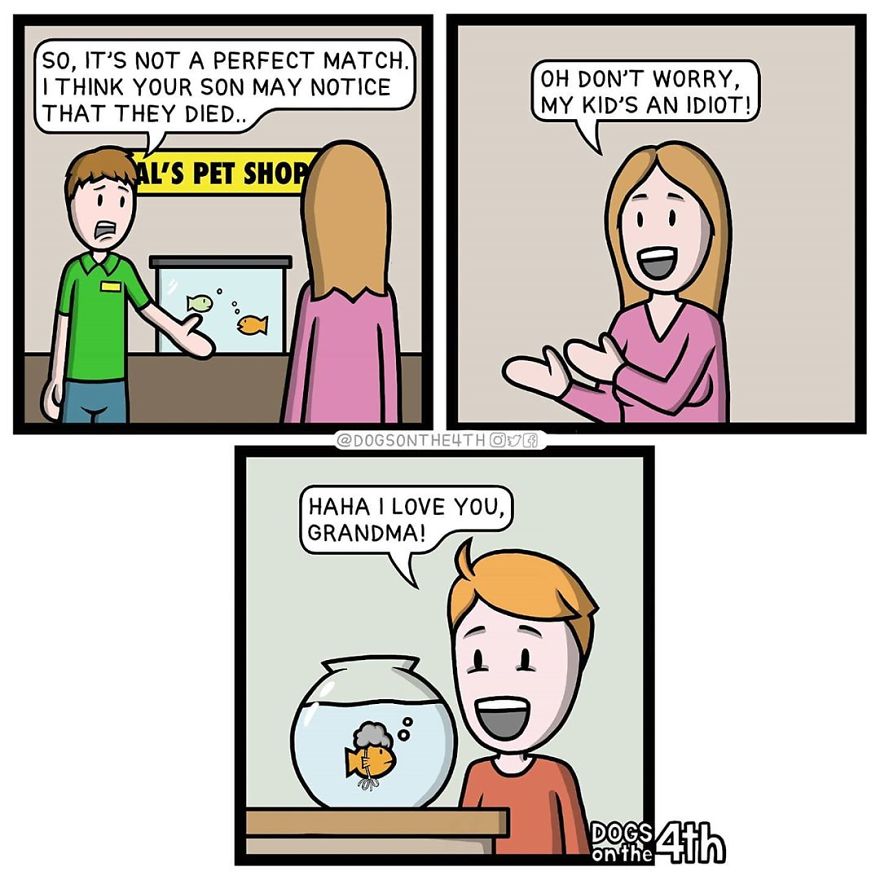 SO, IT'S NOT A PERFECT MATCH.
I THINK YOUR SON MAY NOTICE
THAT THEY DIED..
AL'S PET SHOP
OH DON'T WORRY,
MY KID'S AN IDIOT!
@DOGSONTHE4TH
HAHA I LOVE YOU,
GRANDMA!
DOGS
on the 4th